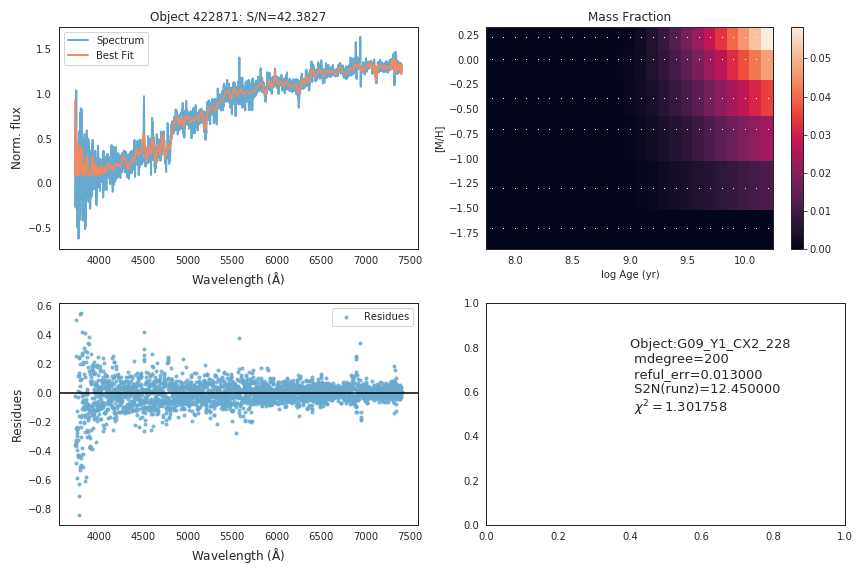 Object 422871: S/N=42.3827
Norm. flux
1.5
1.0
0.5
0.0
−0.5
Spectrum
Best Fit
4000 4500 5000 5500 6000 6500 7000 7500
Wavelength (Å)
Mass Fraction
[M/H]
0.25
0.00
−0.25
−0.50
−0.75
−1.00
−1.25
−1.50
−1.75
8.0 8.5 9.0 9.5 10.0
log Age (yr)
0.05
0.04
0.03
0.02
0.01
0.00
Residues
0.6
0.4
0.2
0.0
−0.2
−0.4
−0.6
−0.8
Residues
4000 4500 5000 5500 6000 6500 7000 7500
Wavelength (Å)
1.0
0.8
0.6
0.4
0.2
0.0
Object:G09_Y1_CX2_228
mdegree=200
reful_err=0.013000
S2N(runz)=12.450000
χ² = 1.301758
0.0 0.2 0.4 0.6 0.8 1.0